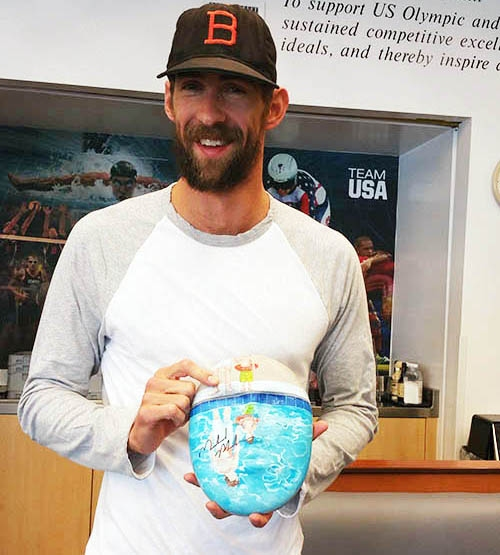 To support US Olympic and
sustained competitive excel
ideals, and thereby inspire
TEAM
USA
B